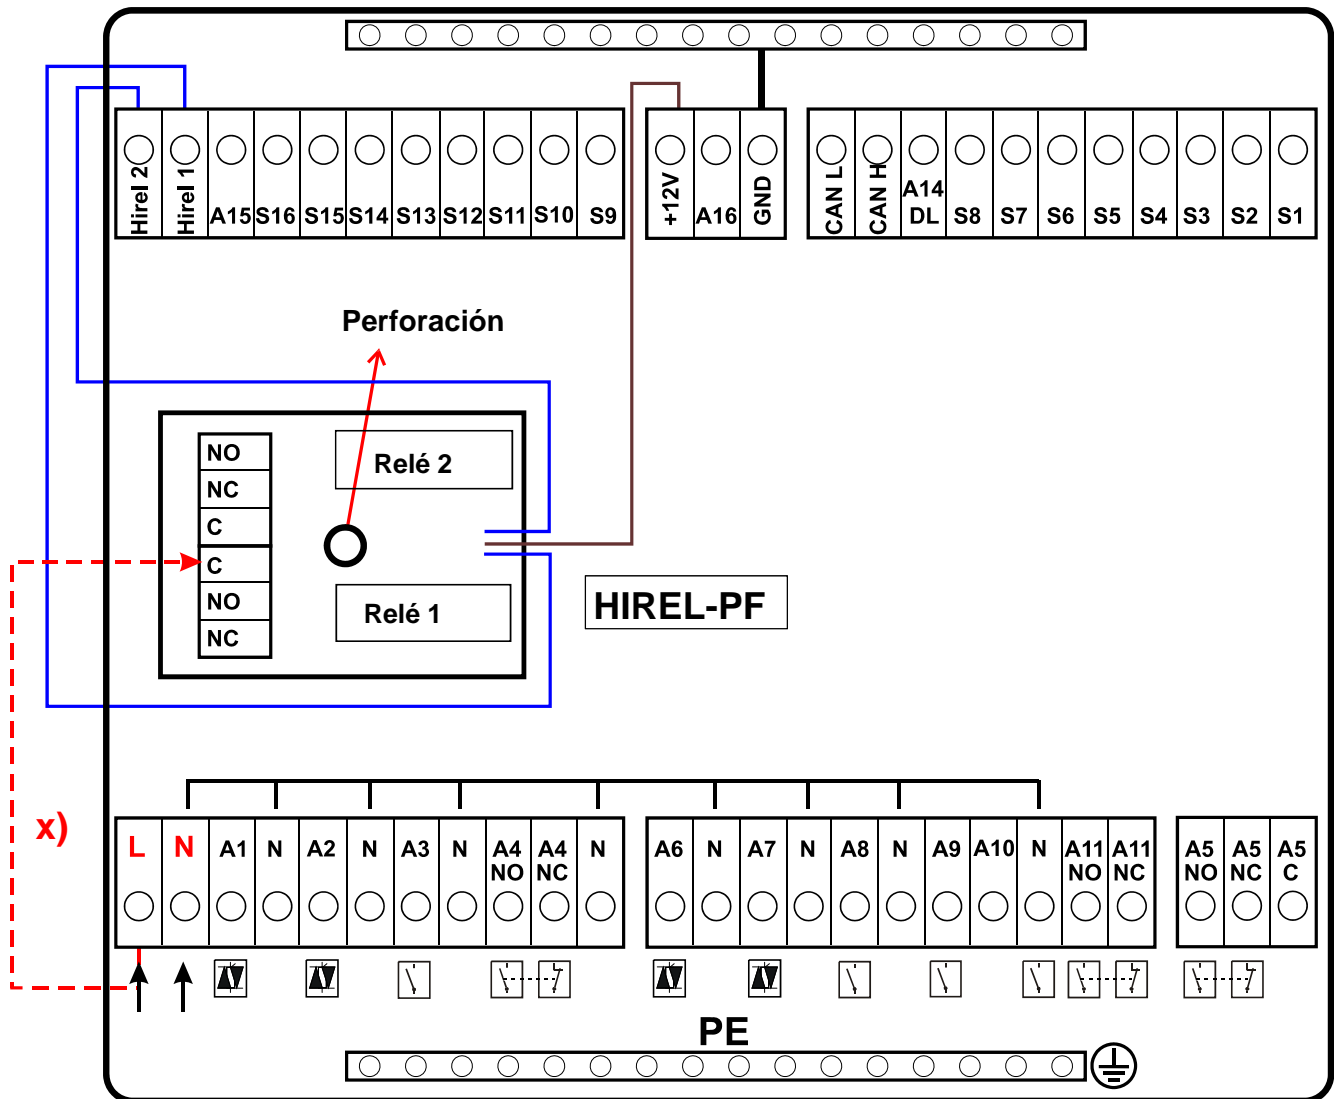 Hirel 2 Hirel 1 A15 S16 S15 S14 S13 S12 S11 S10 S9
+12V A16 GND
CAN L CAN H A14 DL S8 S7 S6 S5 S4 S3 S2 S1
Perforación
NO
NC
C
C
NO
NC
Relé 2
Relé 1
HIREL-PF
x)
L N A1 N A2 N A3 N A4 NO A4 NC N
A6 N A7 N A8 N A9 A10 N A11 NO A11 NC
A5 NO A5 NC A5 C
PE